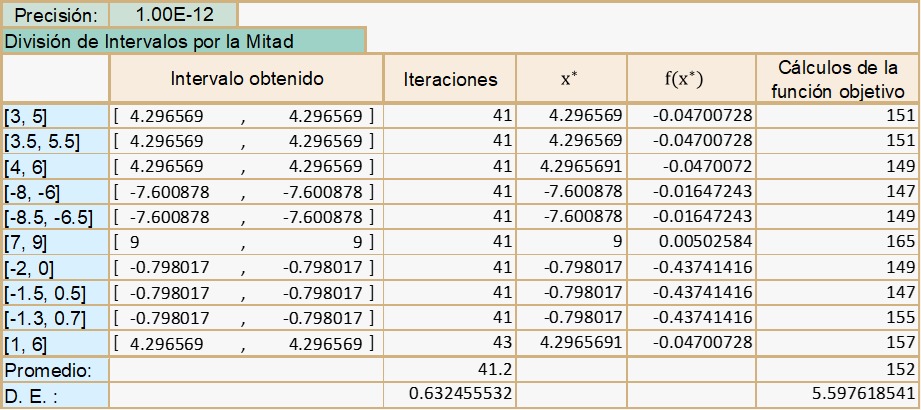 Precisión: 1.00E-12
División de Intervalos por la Mitad
Intervalo obtenido Iteraciones x* f(x*) Cálculos de la función objetivo
[3, 5] [ 4.296569 , 4.296569 ] 41 4.296569 -0.04700728 151
[3.5, 5.5] [ 4.296569 , 4.296569 ] 41 4.296569 -0.04700728 151
[4, 6] [ 4.296569 , 4.296569 ] 41 4.2965691 -0.0470072 149
[-8, -6] [ -7.600878 , -7.600878 ] 41 -7.600878 -0.01647243 147
[-8.5, -6.5] [ -7.600878 , -7.600878 ] 41 -7.600878 -0.01647243 149
[7, 9] [ 9 , 9 ] 41 9 0.00502584 165
[-2, 0] [ -0.798017 , -0.798017 ] 41 -0.798017 -0.43741416 149
[-1.5, 0.5] [ -0.798017 , -0.798017 ] 41 -0.798017 -0.43741416 147
[-1.3, 0.7] [ -0.798017 , -0.798017 ] 41 -0.798017 -0.43741416 155
[1, 6] [ 4.296569 , 4.296569 ] 43 4.2965691 -0.04700728 157
Promedio: 41.2 152
D. E. : 0.632455532 5.597618541